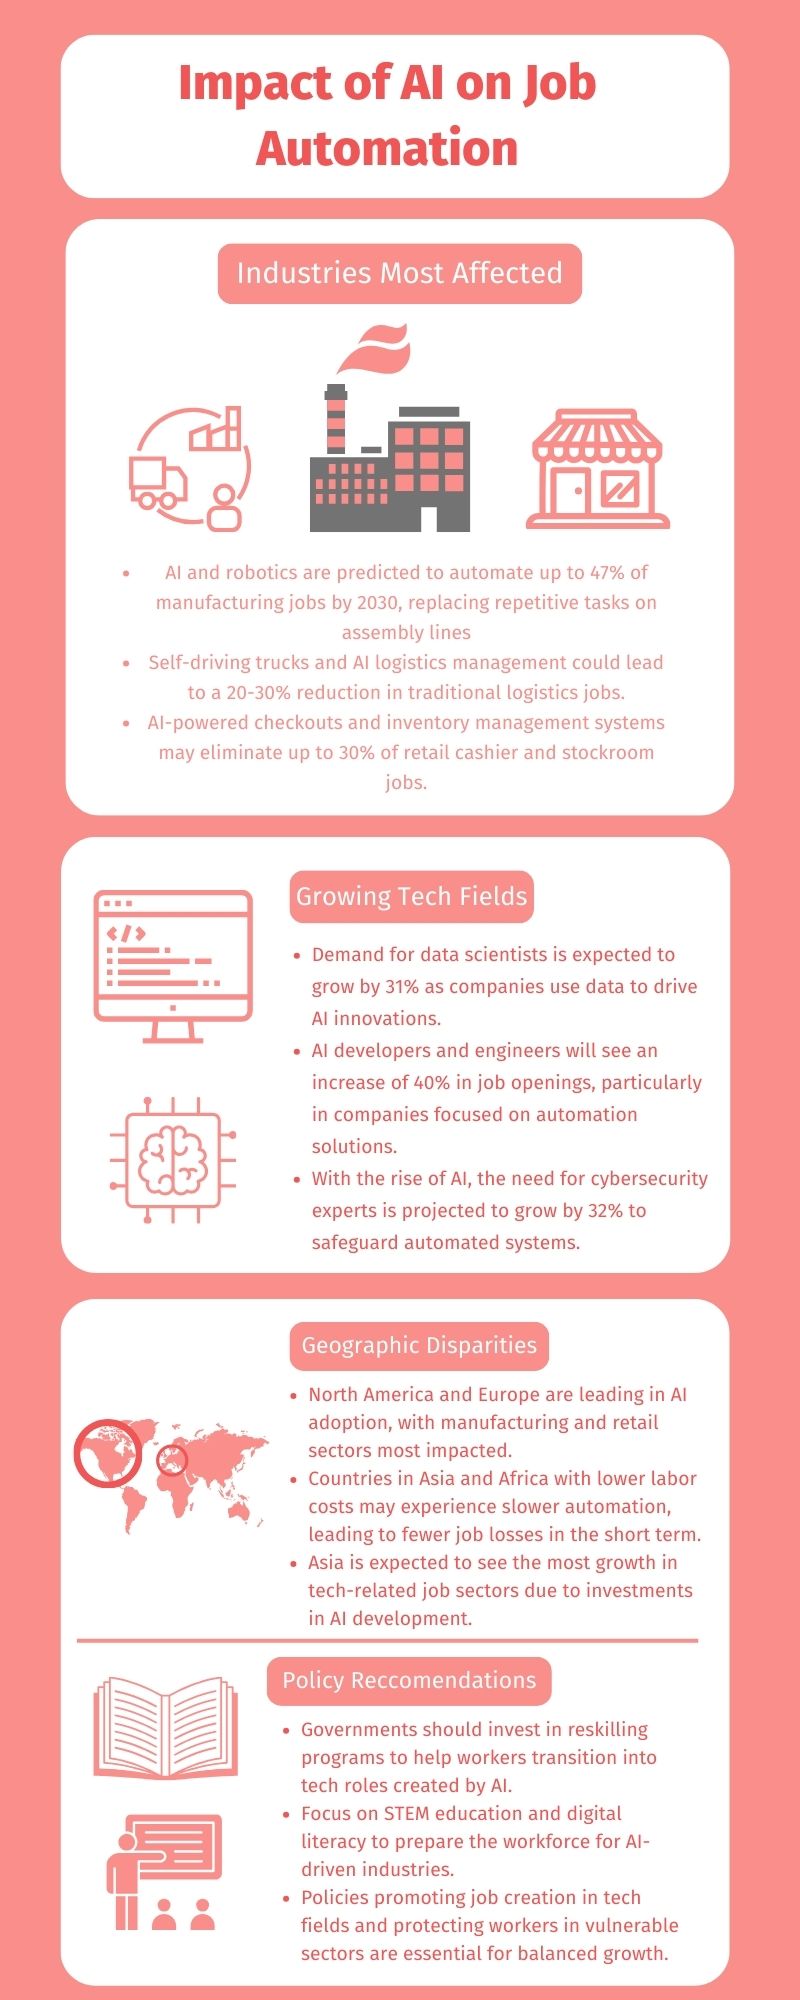 Impact of AI on Job
Automation
Industries Most Affected
• AI and robotics are predicted to automate up to 47% of
manufacturing jobs by 2030, replacing repetitive tasks on
assembly lines
• Self-driving trucks and AI logistics management could lead
to a 20-30% reduction in traditional logistics jobs.
• AI-powered checkouts and inventory management systems
may eliminate up to 30% of retail cashier and stockroom
jobs.
Growing Tech Fields
</>
• Demand for data scientists is expected to
grow by 31% as companies use data to drive
AI innovations.
• AI developers and engineers will see an
increase of 40% in job openings, particularly
in companies focused on automation
solutions.
• With the rise of AI, the need for cybersecurity
experts is projected to grow by 32% to
safeguard automated systems.
Geographic Disparities
• North America and Europe are leading in AI
adoption, with manufacturing and retail
sectors most impacted.
• Countries in Asia and Africa with lower labor
costs may experience slower automation,
leading to fewer job losses in the short term.
• Asia is expected to see the most growth in
tech-related job sectors due to investments
in AI development.
Policy Reccomendations
• Governments should invest in reskilling
programs to help workers transition into
tech roles created by AI.
• Focus on STEM education and digital
literacy to prepare the workforce for AI-
driven industries.
• Policies promoting job creation in tech
fields and protecting workers in vulnerable
sectors are essential for balanced growth.